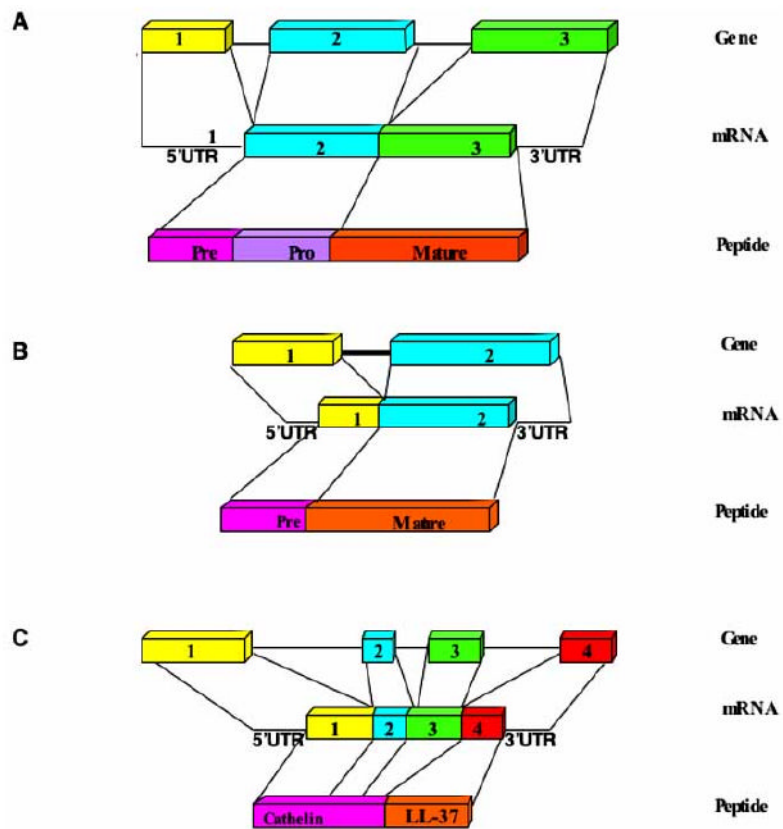 A
1 2 3 Gene
1 2 3 mRNA
5'UTR 3'UTR
Pre Pro Mature Peptide
B
1 2 Gene
1 2 mRNA
5'UTR 3'UTR
Pre Mature Peptide
C
1 2 3 4 Gene
1 2 3 4 mRNA
5'UTR 3'UTR
Cathelin LL-37 Peptide